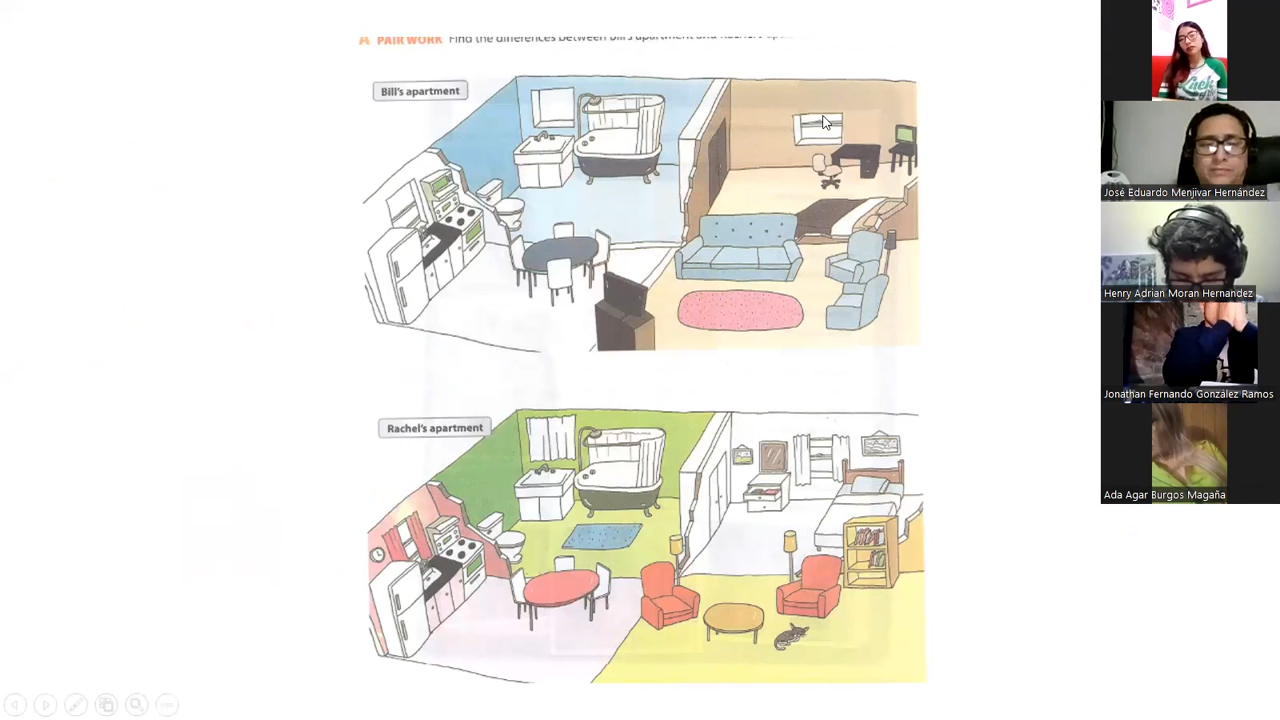 A PAIR WORK Find the differences between Bill's apartment and Rachel's
Bill's apartment
Rachel's apartment
José Eduardo Menjivar Hernández
Henry Adrian Moran Hernandez
Jonathan Fernando González Ramos
Ada Agar Burgos Magaña